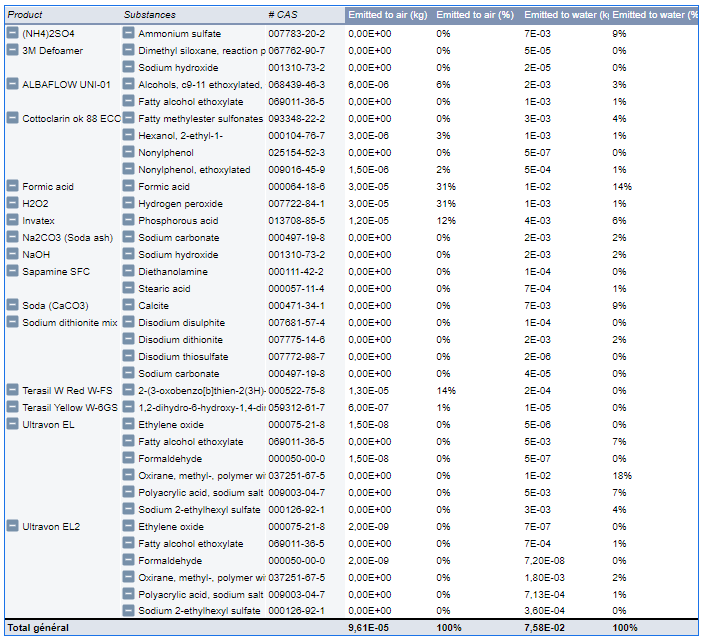 Product Substances # CAS Emitted to air (kg) Emitted to air (%) Emitted to water (kg Emitted to water (%
(NH4)2SO4 Ammonium sulfate 007783-20-2 0,00E+00 0% 7E-03 9%
3M Defoamer Dimethyl siloxane, reaction p 067762-90-7 0,00E+00 0% 5E-05 0%
Sodium hydroxide 001310-73-2 0,00E+00 0% 2E-05 0%
ALBAFLOW UNI-01 Alcohols, c9-11 ethoxylated, 068439-46-3 6,00E-06 6% 2E-03 3%
Fatty alcohol ethoxylate 069011-36-5 0,00E+00 0% 1E-03 1%
Cottoclarin ok 88 ECO Fatty methylester sulfonates 093348-22-2 0,00E+00 0% 3E-03 4%
Hexanol, 2-ethyl-1- 000104-76-7 3,00E-06 3% 1E-03 1%
Nonylphenol 025154-52-3 0,00E+00 0% 5E-07 0%
Nonylphenol, ethoxylated 009016-45-9 1,50E-06 2% 5E-04 1%
Formic acid Formic acid 000064-18-6 3,00E-05 31% 1E-02 14%
H2O2 Hydrogen peroxide 007722-84-1 3,00E-05 31% 1E-03 1%
Invatex Phosphorous acid 013708-85-5 1,20E-05 12% 4E-03 6%
Na2CO3 (Soda ash) Sodium carbonate 000497-19-8 0,00E+00 0% 2E-03 2%
NaOH Sodium hydroxide 001310-73-2 0,00E+00 0% 2E-03 2%
Sapamine SFC Diethanolamine 000111-42-2 0,00E+00 0% 1E-04 0%
Stearic acid 000057-11-4 0,00E+00 0% 7E-04 1%
Soda (CaCO3) Calcite 000471-34-1 0,00E+00 0% 7E-03 9%
Sodium dithionite mix Disodium disulphite 007681-57-4 0,00E+00 0% 1E-04 0%
Disodium dithionite 007775-14-6 0,00E+00 0% 2E-03 2%
Disodium thiosulfate 007772-98-7 0,00E+00 0% 2E-06 0%
Sodium carbonate 000497-19-8 0,00E+00 0% 4E-05 0%
Terasil W Red W-FS 2-(3-oxobenzo[b]thien-2(3H)- 000522-75-8 1,30E-05 14% 2E-04 0%
Terasil Yellow W-6GS 1,2-dihydro-6-hydroxy-1,4-di 059312-61-7 6,00E-07 1% 1E-05 0%
Ultravon EL Ethylene oxide 000075-21-8 1,50E-08 0% 5E-06 0%
Fatty alcohol ethoxylate 069011-36-5 0,00E+00 0% 5E-03 7%
Formaldehyde 000050-00-0 1,50E-08 0% 5E-07 0%
Oxirane, methyl-, polymer wi 037251-67-5 0,00E+00 0% 1E-02 18%
Polyacrylic acid, sodium salt 009003-04-7 0,00E+00 0% 5E-03 7%
Sodium 2-ethylhexyl sulfate 000126-92-1 0,00E+00 0% 3E-03 4%
Ultravon EL2 Ethylene oxide 000075-21-8 2,00E-09 0% 7E-07 0%
Fatty alcohol ethoxylate 069011-36-5 0,00E+00 0% 7E-04 1%
Formaldehyde 000050-00-0 2,00E-09 0% 7,20E-08 0%
Oxirane, methyl-, polymer wi 037251-67-5 0,00E+00 0% 1,80E-03 2%
Polyacrylic acid, sodium salt 009003-04-7 0,00E+00 0% 7,13E-04 1%
Sodium 2-ethylhexyl sulfate 000126-92-1 0,00E+00 0% 3,60E-04 0%
Total général 9,61E-05 100% 7,58E-02 100%